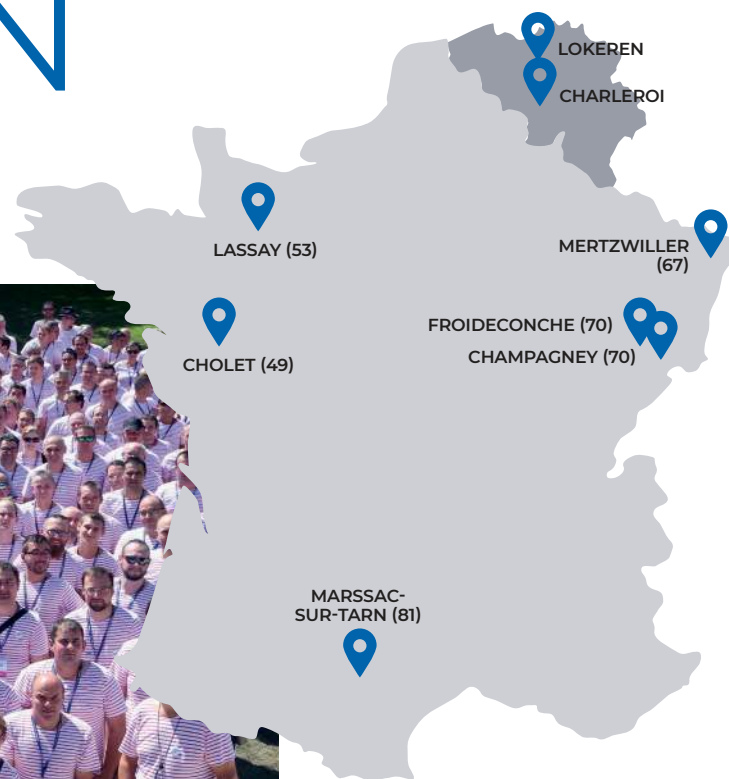 N
LOKEREN
CHARLEROI
LASSAY (53)
MERTZWILLER
(67)
FROIDECONCHE (70)
CHAMPAGNEY (70)
CHOLET (49)
MARSSAC-
SUR-TARN (81)